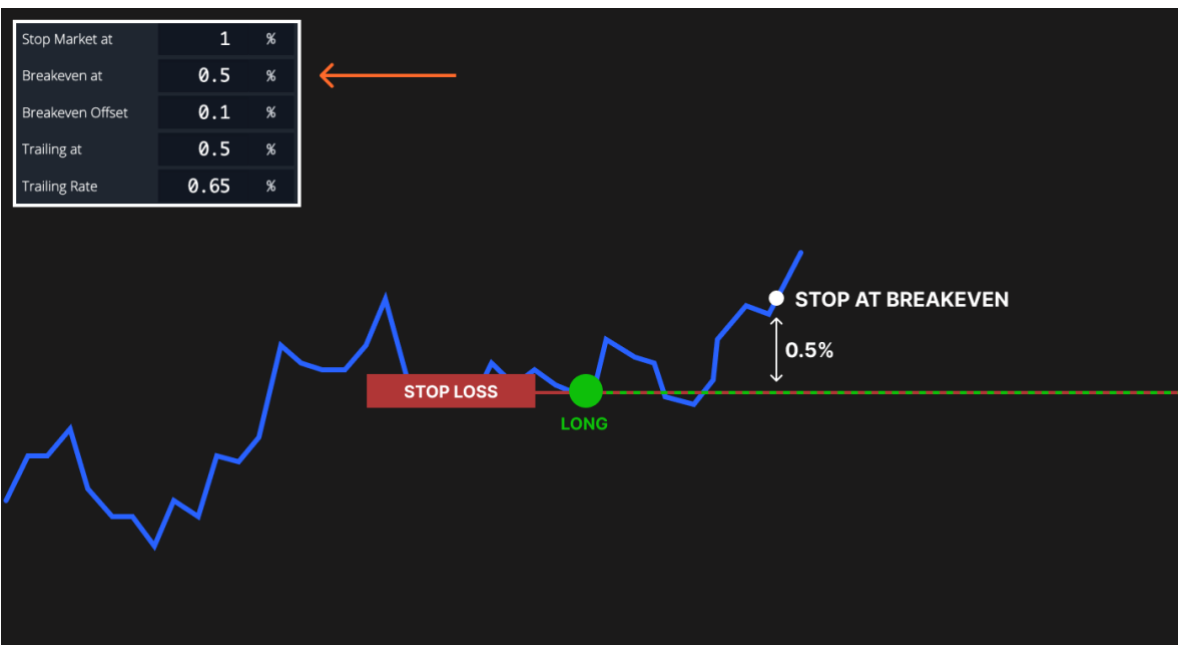 Stop Market at 1 %
Breakeven at 0.5 %
Breakeven Offset 0.1 %
Trailing at 0.5 %
Trailing Rate 0.65 %
STOP AT BREAKEVEN
0.5%
STOP LOSS
LONG